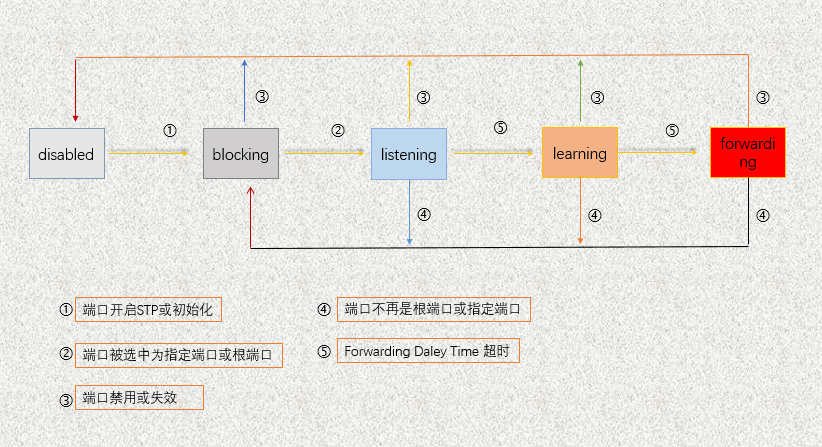 ③ ③ ③ ③
① ② ⑤ ⑤
disabled blocking listening learning forwardi
ng
④ ④ ④
① 端口开启STP或初始化
② 端口被选中为指定端口或根端口
③ 端口禁用或失效
④ 端口不再是根端口或指定端口
⑤ Forwarding Daley Time 超时